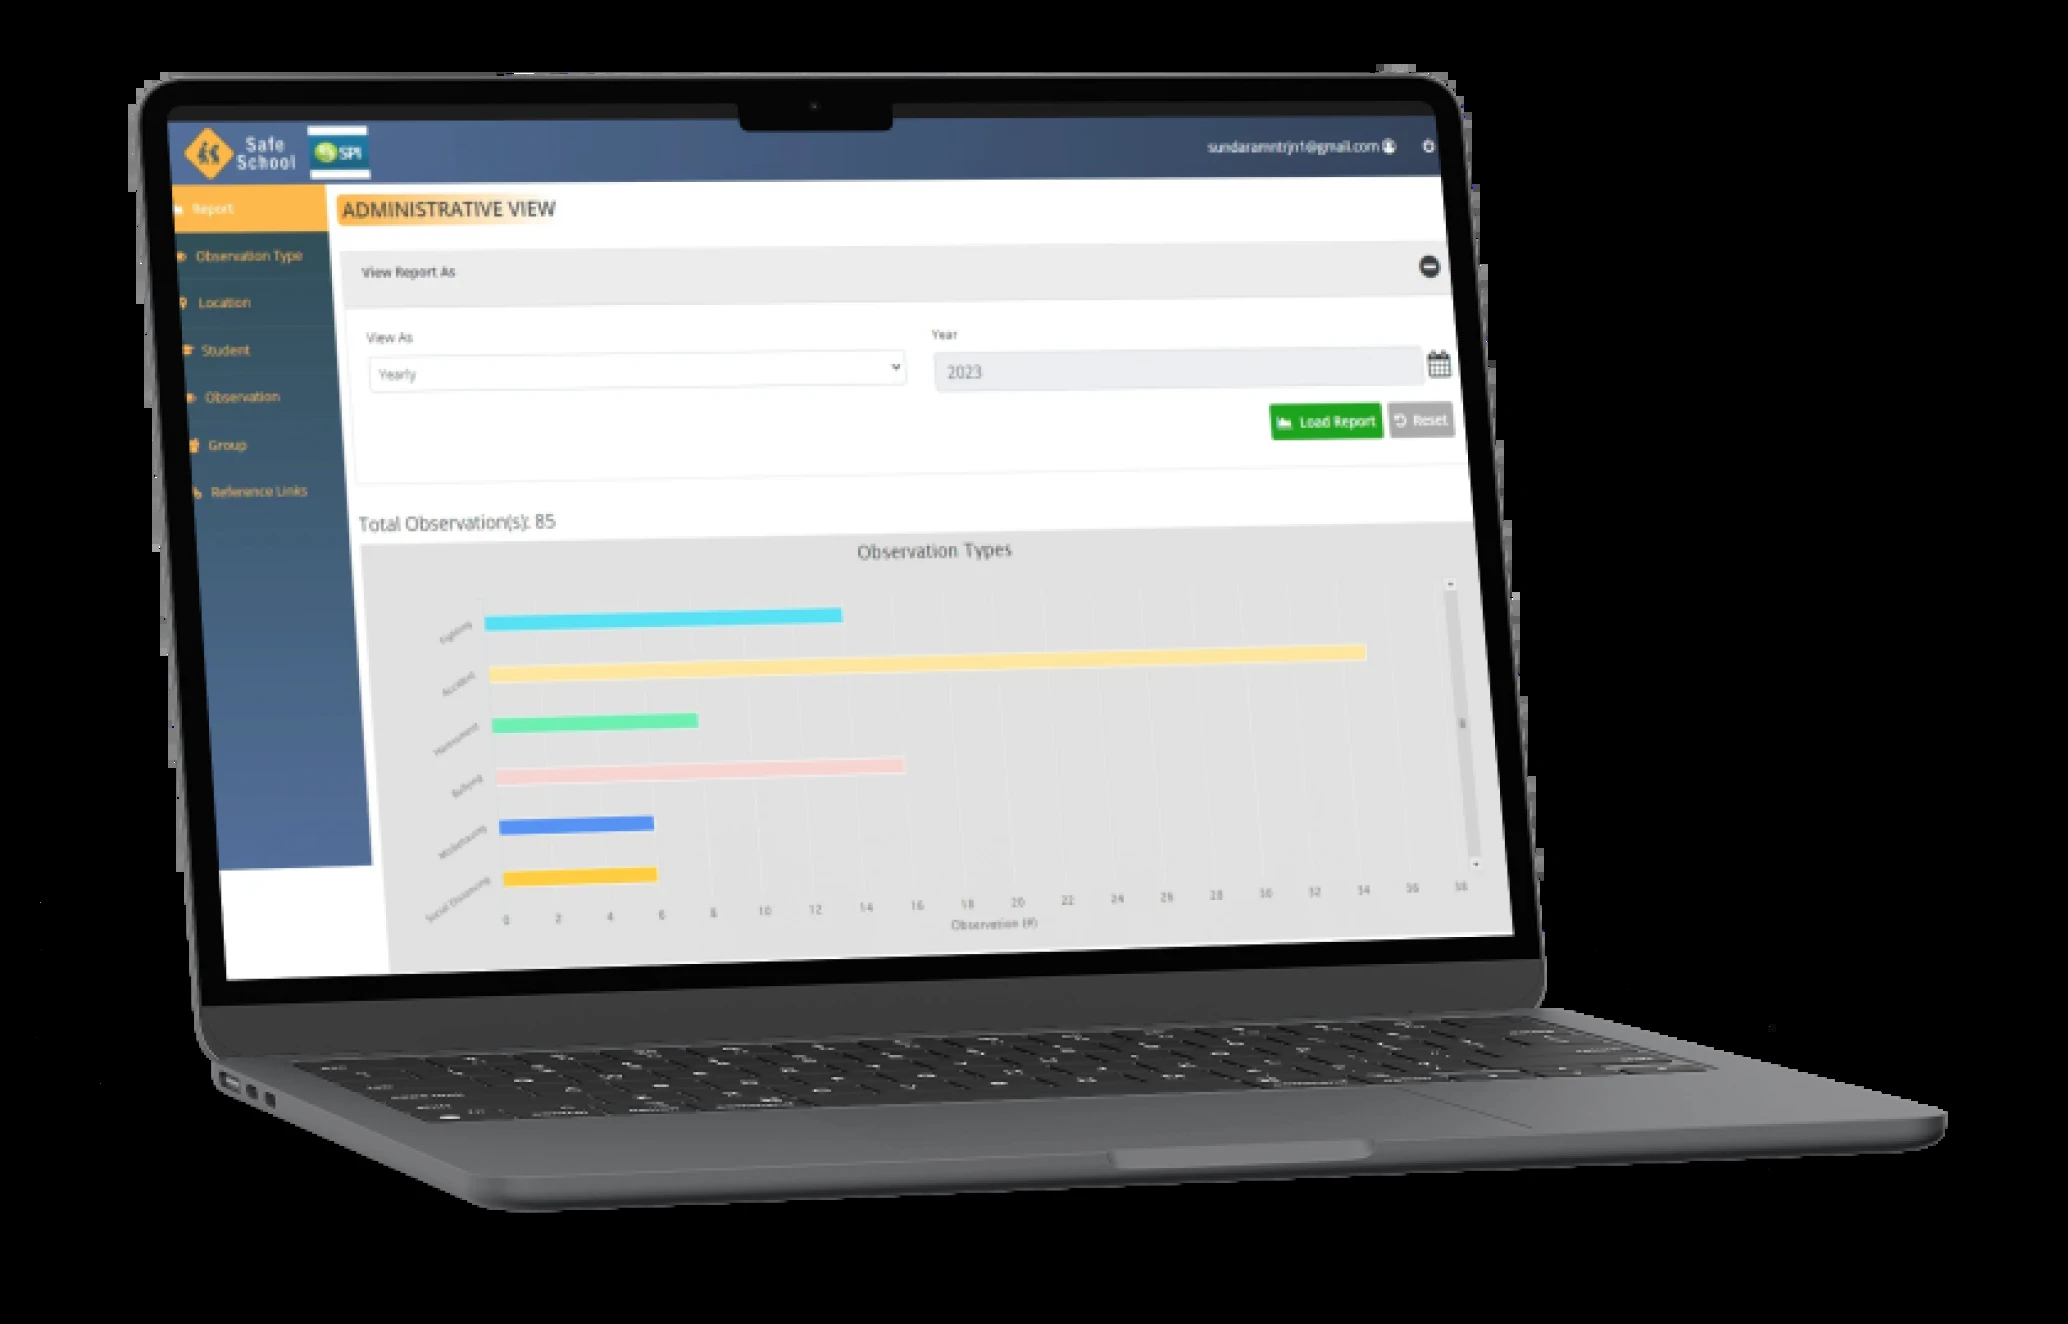 Safe
School
SPI
sundaramntrjn1@gmail.com
Report
ADMINISTRATIVE VIEW
Observation Type
View Report As
Location
View As
Year
Student
Yearly
2023
Observation
Load Report
Reset
Group
Reference Links
Total Observation(s): 85
Observation Types
Fighting
Accident
Harassment
Bullying
Misbehaving
Social Distancing
0 2 4 6 8 10 12 14 16 18 20 22 24 26 28 30 32 34 36 38
Observation (#)